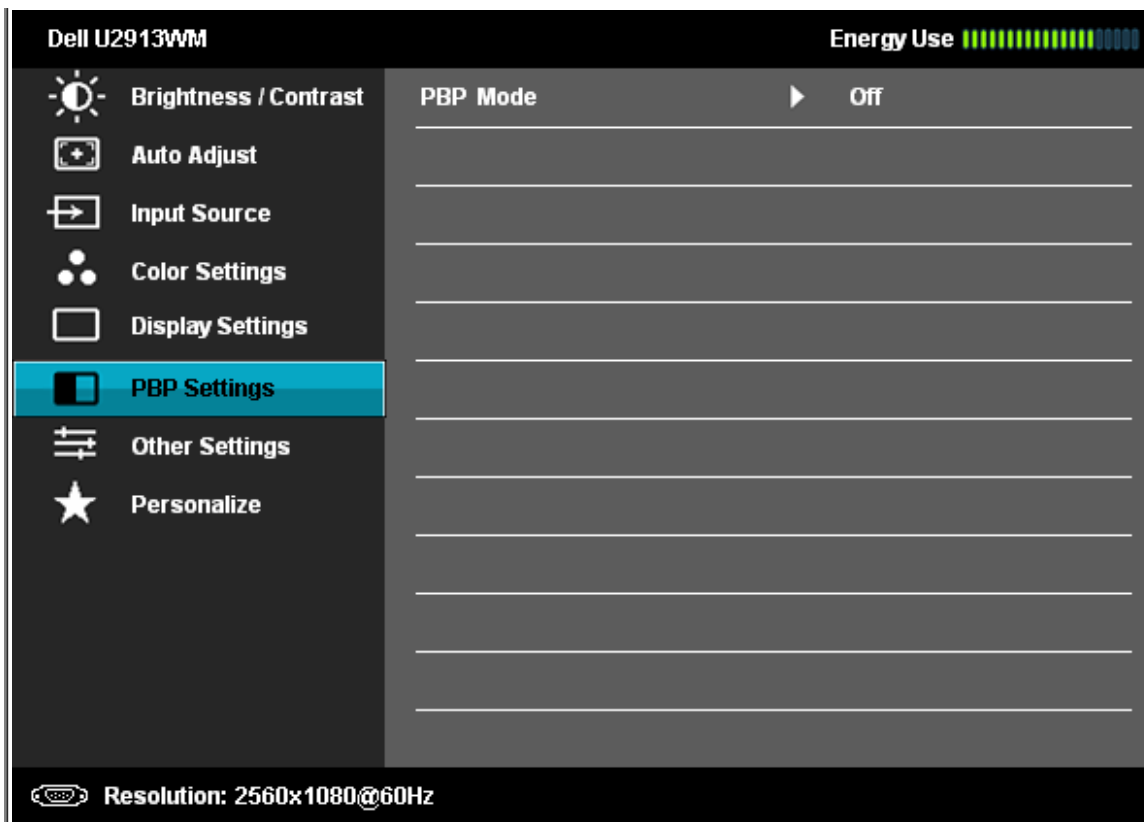 Dell U2913WM Energy Use
Brightness / Contrast PBP Mode Off
Auto Adjust
Input Source
Color Settings
Display Settings
PBP Settings
Other Settings
Personalize
Resolution: 2560x1080@60Hz